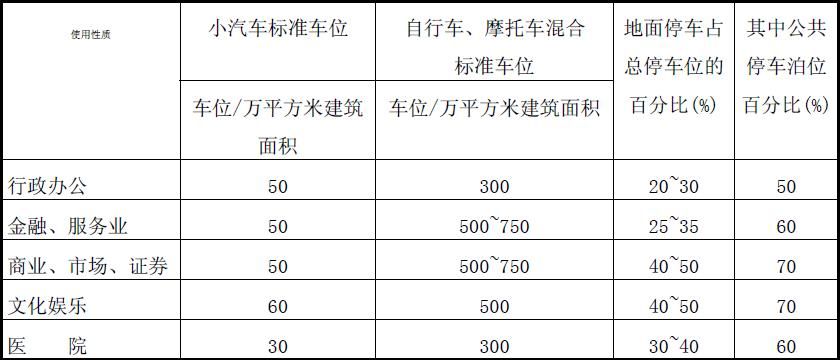 使用性质
小汽车标准车位
自行车、摩托车混合
标准车位
地面停车占
总停车位的
百分比(%)
其中公共
停车泊位
百分比(%)
车位/万平方米建筑
面积
车位/万平方米建筑面积
行政办公 50 300 20~30 50
金融、服务业 50 500~750 25~35 60
商业、市场、证券 50 500~750 40~50 70
文化娱乐 60 500 40~50 70
医 院 30 300 30~40 60